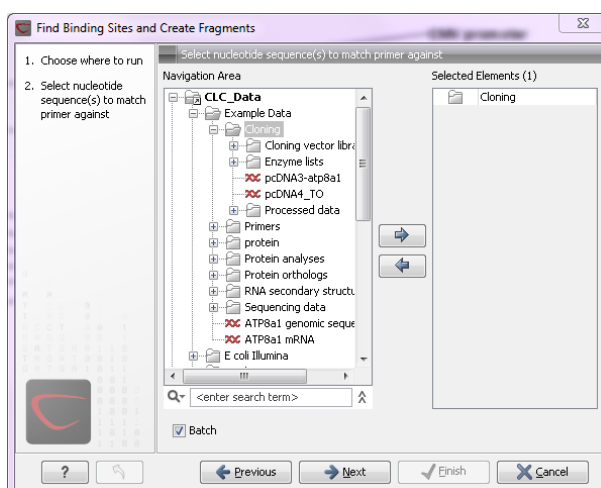 CMV promoter
Find Binding Sites and Create Fragments
1. Choose where to run
2. Select nucleotide
sequence(s) to match
primer against
Select nucleotide sequence(s) to match primer against
Navigation Area
CLC_Data
Example Data
Cloning
Cloning vector libra
Enzyme lists
pcDNA3-atp8a1
pcDNA4_TO
Processed data
Primers
protein
Protein analyses
Protein orthologs
RNA secondary structu
Sequencing data
ATP8a1 genomic seque
ATP8a1 mRNA
E coli Illumina
<enter search term>
Batch
Selected Elements (1)
Cloning
?
Previous
Next
Finish
Cancel